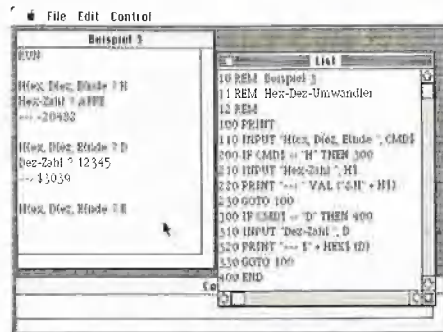 File Edit Control
Beispiel 3
RUN
H(ex, D(ez, E(nde ? H
Hex-Zahl ?
--- -20482
H(ex, D(ez, E(nde ? D
Dez-Zahl ? 12345
--- $3039
H(ex, D(ez, E(nde ? E
List
10 REM Beispiel 3
11 REM Hex-Dez-Umwandler
12 REM
100 PRINT
110 INPUT "H(ex, D(ez, E(nde ", CMD$
200 IF CMD$ = "H" THEN 300
210 INPUT "Hex-Zahl ", H$
220 PRINT "--- " VAL ("&H" + H$)
230 GOTO 100
300 IF CMD$ = "D" THEN 400
310 INPUT "Dez-Zahl ", D
320 PRINT "--- $" + HEX$ (D)
330 GOTO 100
400 END